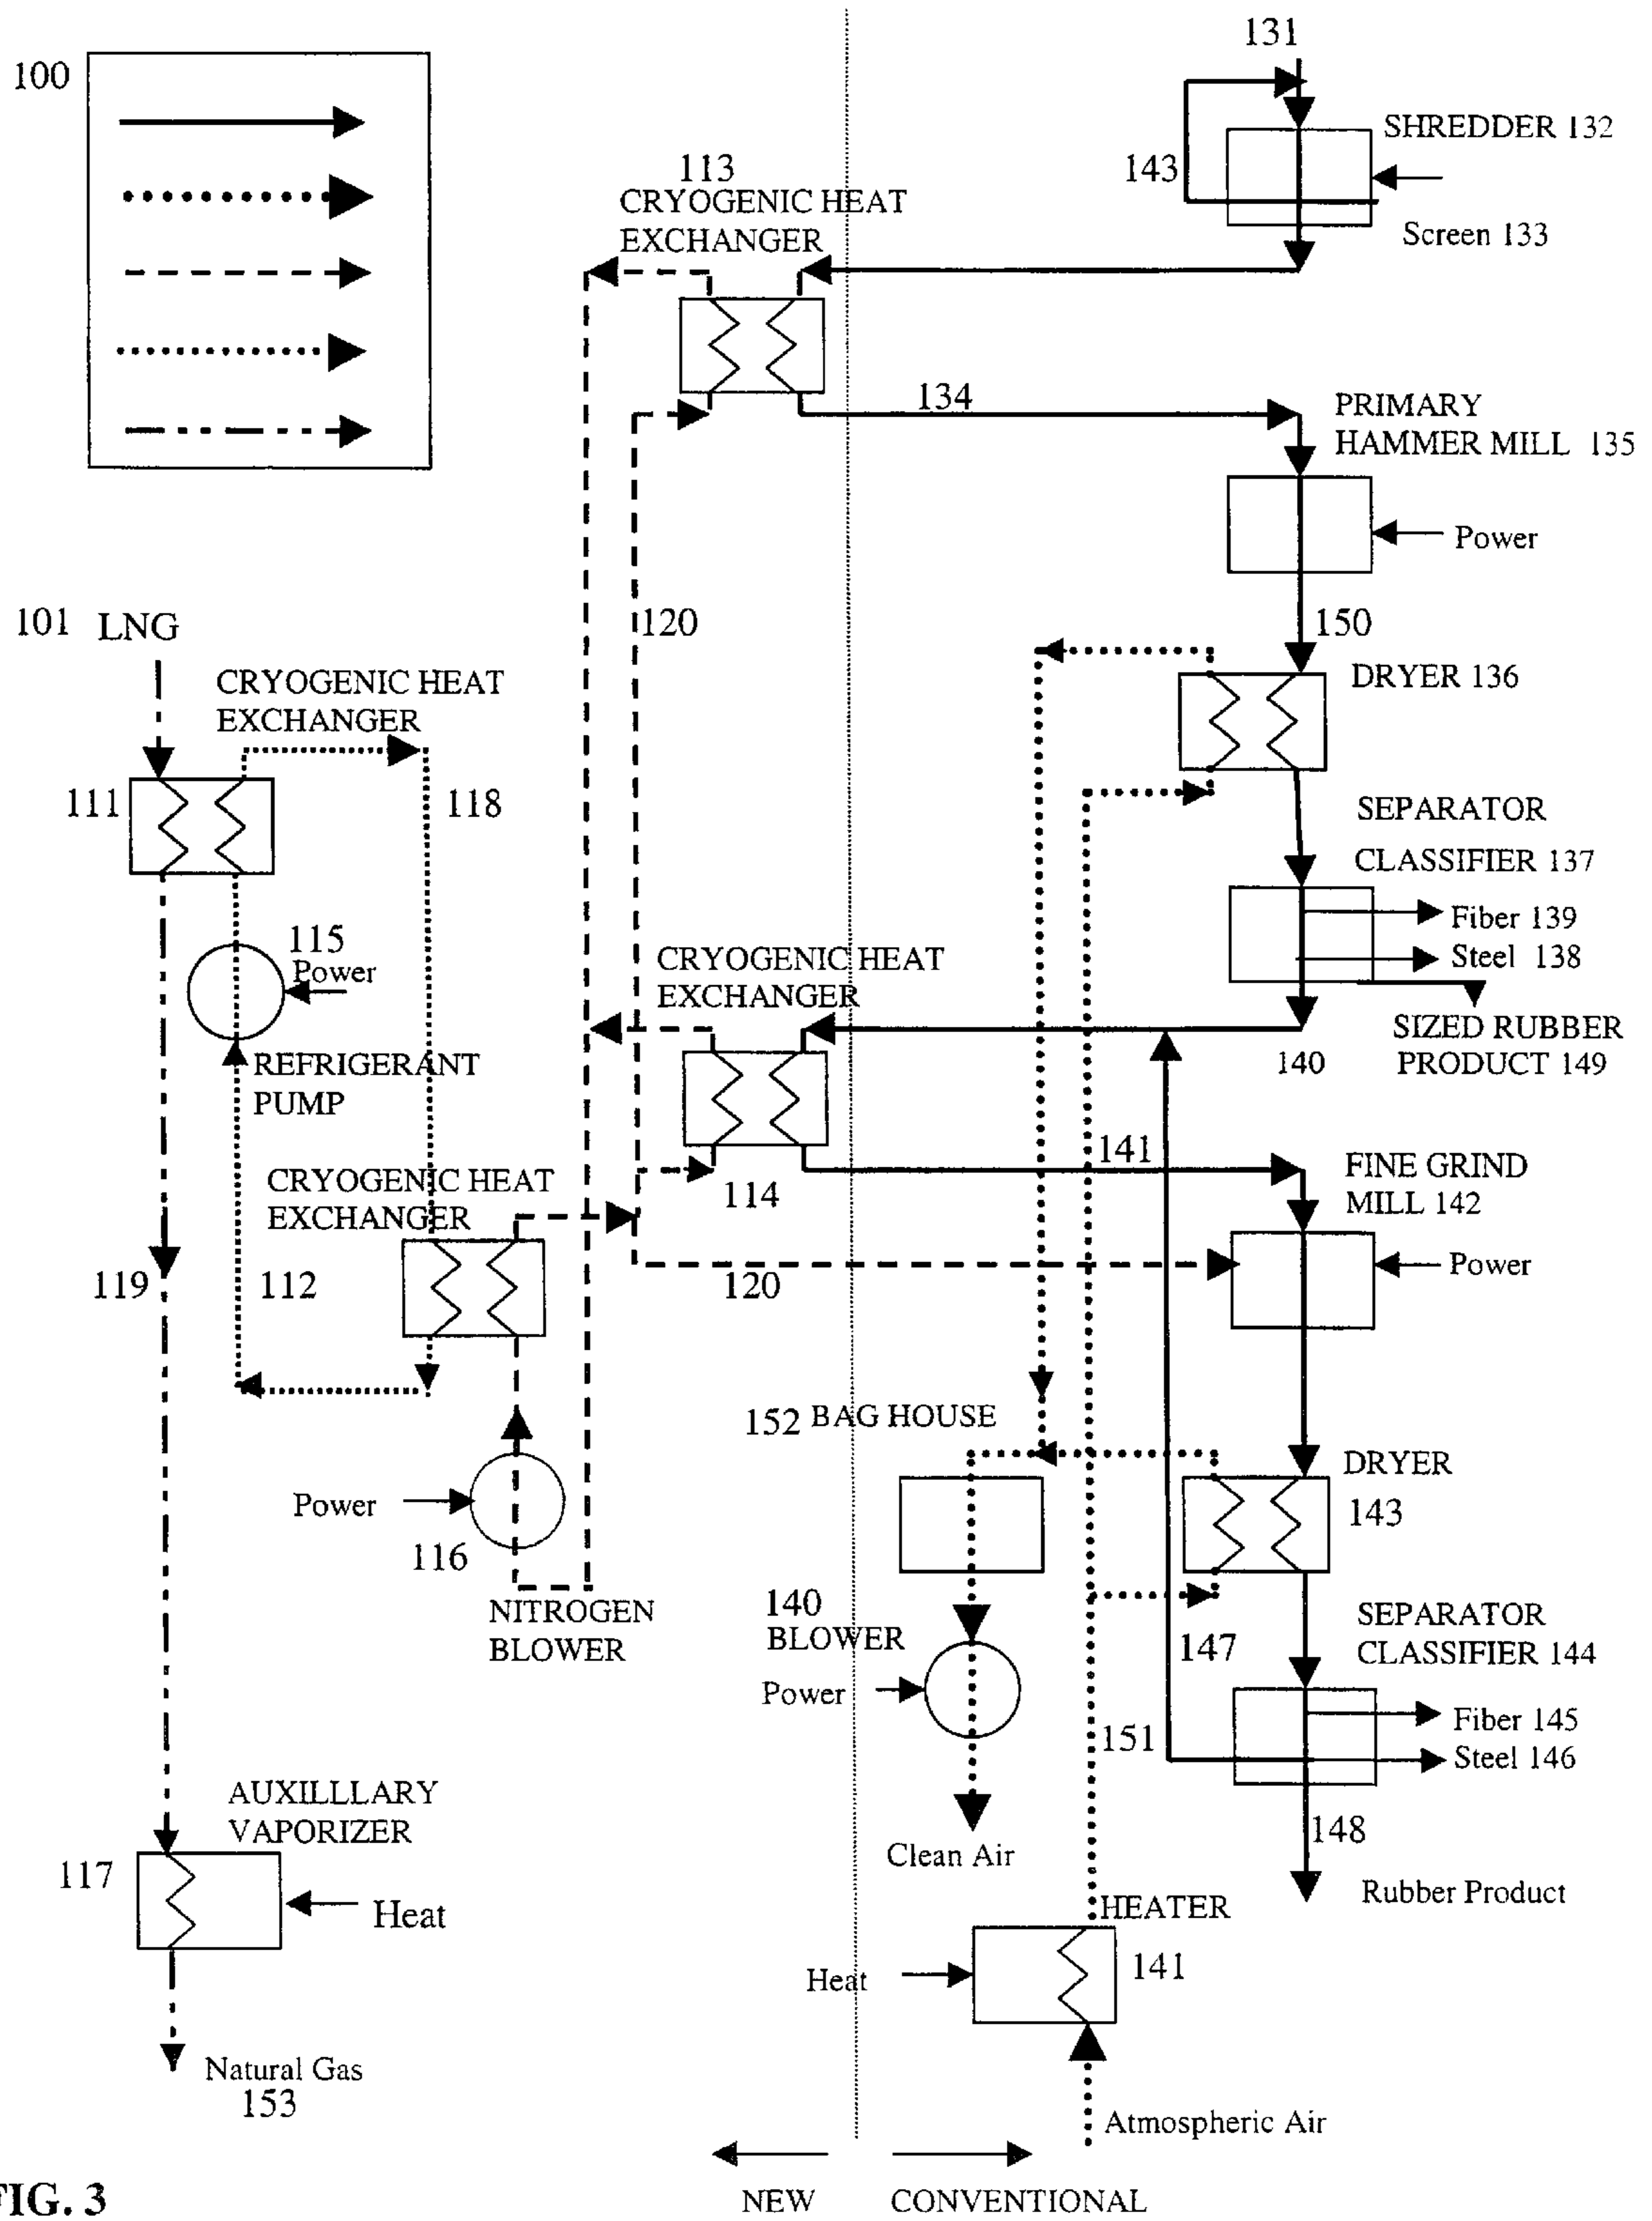 100
131
SHREDDER 132
143
Screen 133
113
CRYOGENIC HEAT
EXCHANGER
134
PRIMARY
HAMMER MILL 135
Power
120
150
101 LNG
CRYOGENIC HEAT
EXCHANGER
DRYER 136
111
118
SEPARATOR
CLASSIFIER 137
Fiber 139
Steel 138
115
Power
CRYOGENIC HEAT
EXCHANGER
SIZED RUBBER
PRODUCT 149
140
REFRIGERANT
PUMP
141
114
CRYOGENIC HEAT
EXCHANGER
FINE GRIND
MILL 142
Power
119
112
120
152 BAG HOUSE
DRYER
143
Power
116
NITROGEN
BLOWER
140
BLOWER
Power
147
SEPARATOR
CLASSIFIER 144
Fiber 145
Steel 146
151
AUXILLLARY
VAPORIZER
148
117
Heat
Clean Air
Rubber Product
HEATER
141
Heat
Natural Gas
153
Atmospheric Air
NEW
CONVENTIONAL
FIG. 3